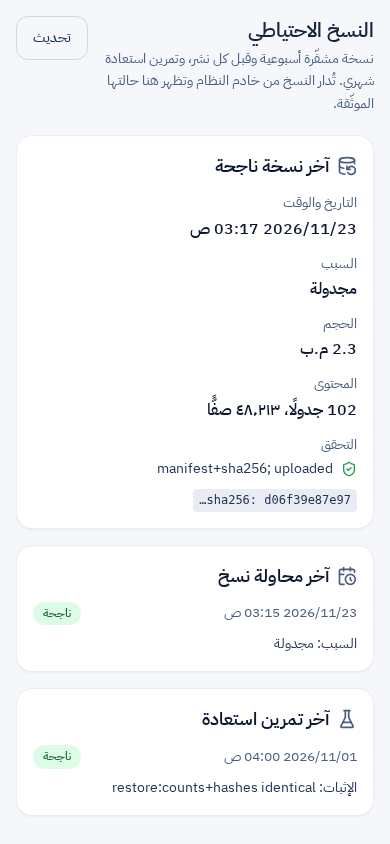 النسخ الاحتياطي
تحديث
نسخة مشفّرة أسبوعية وقبل كل نشر، وتمرين استعادة
شهري. تُدار النسخ من خادم النظام وتظهر هنا حالتها
الموثّقة.
آخر نسخة ناجحة
التاريخ والوقت
2026/11/23 03:17 ص
السبب
مجدولة
الحجم
2.3 م.ب
المحتوى
102 جدولًا، ٤٨٬٢١٣ صفًّا
التحقق
manifest+sha256; uploaded
sha256: d06f39e87e97…
آخر محاولة نسخ
2026/11/23 03:15 ص
ناجحة
السبب: مجدولة
آخر تمرين استعادة
2026/11/01 04:00 ص
ناجحة
الإثبات: restore:counts+hashes identical